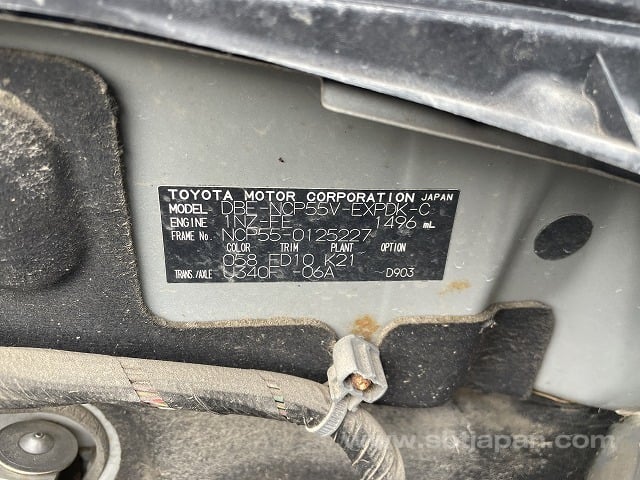 TOYOTA MOTOR CORPORATION JAPAN
MODEL DBE-NCP55V-EXPDK-C
ENGINE 1NZ-FE 1496 mL
FRAME NO. NCP55-0125227
COLOR TRIM PLANT
058 FD10 K21
TRANS./AXLE U340F -06A D903
www.sbtjapan.com